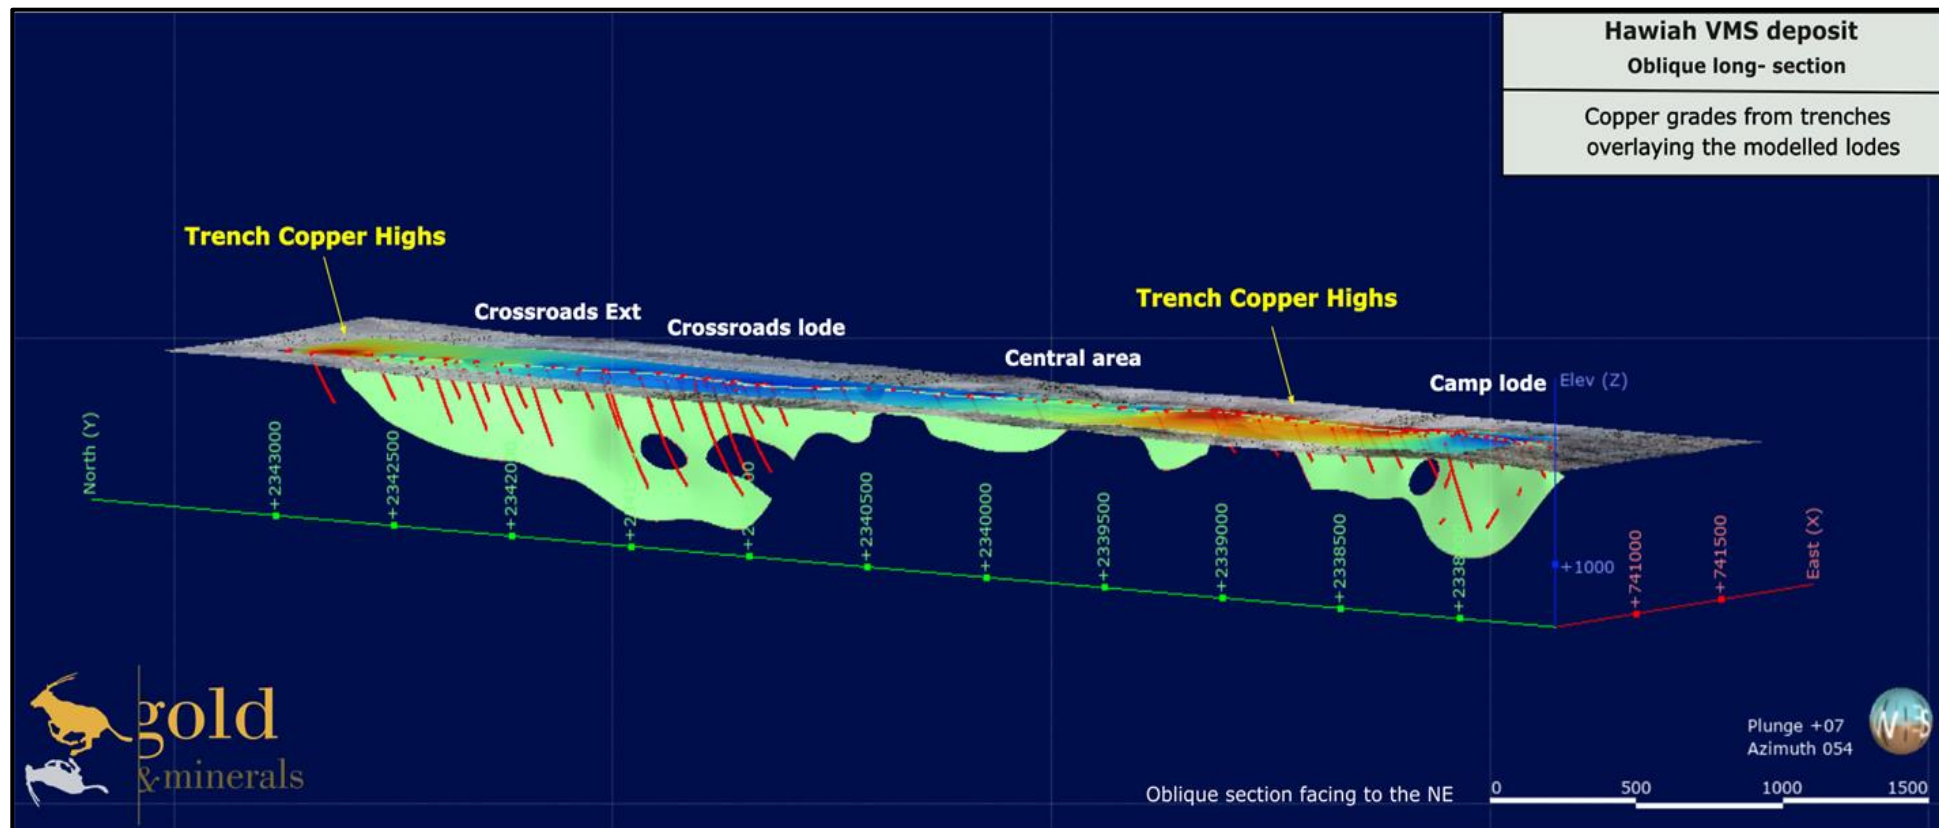 Hawiah VMS deposit
Oblique long- section
Copper grades from trenches
overlaying the modelled lodes
Trench Copper Highs
Trench Copper Highs
Crossroads Ext
Crossroads lode
Central area
Camp lode
Elev (Z)
North (Y)
+2343000
+2342500
+2340500
+2340000
+2339500
+2339000
+2338500
+1000
+741000
+741500
East (X)
gold
&minerals
Plunge +07
Azimuth 054
N
S
Oblique section facing to the NE
0
500
1000
1500